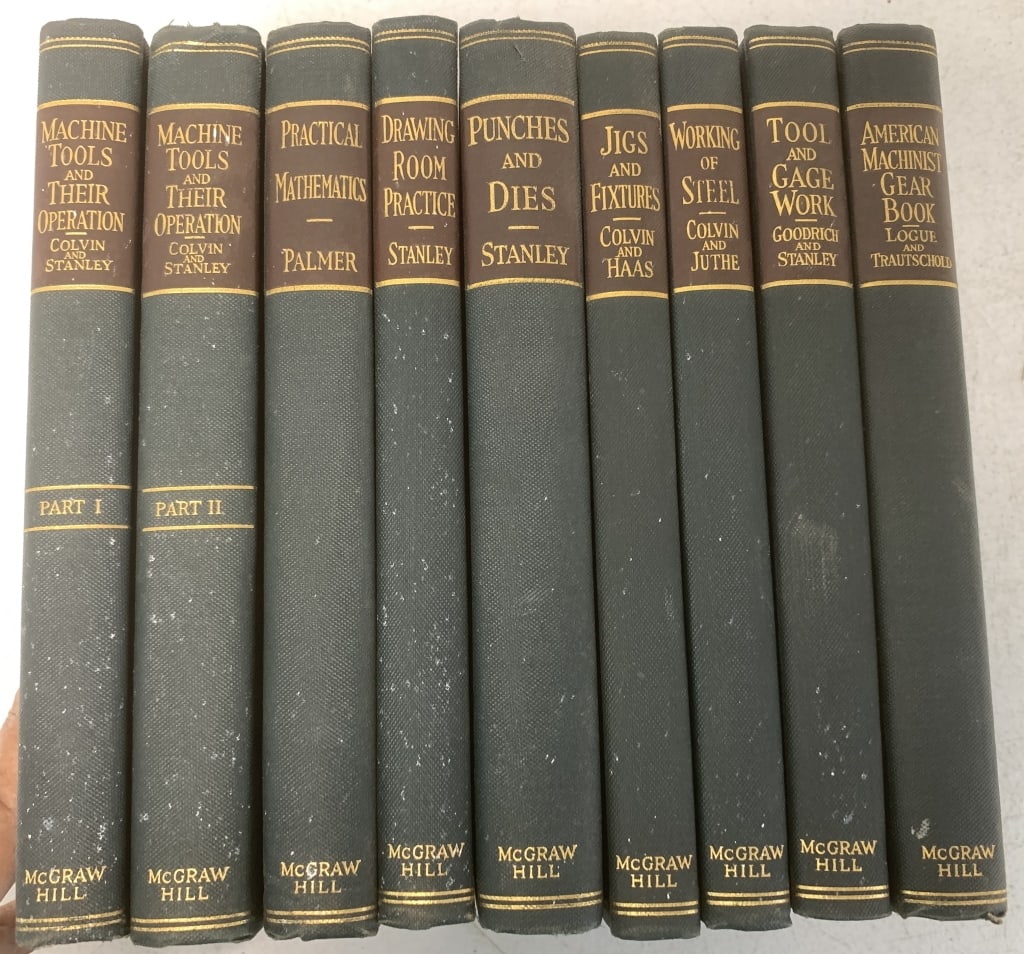 MACHINE
TOOLS
AND
THEIR
OPERATION
COLVIN
AND
STANLEY
PART I
McGRAW
HILL
MACHINE
TOOLS
AND
THEIR
OPERATION
COLVIN
AND
STANLEY
PART II
McGRAW
HILL
PRACTICAL
MATHEMATICS
PALMER
McGRAW
HILL
DRAWING
ROOM
PRACTICE
STANLEY
McGRAW
HILL
PUNCHES
AND
DIES
STANLEY
McGRAW
HILL
JIGS
AND
FIXTURES
COLVIN
AND
HAAS
McGRAW
HILL
WORKING
OF
STEEL
COLVIN
AND
JUTHE
McGRAW
HILL
TOOL
AND
GAGE
WORK
GOODRICH
AND
STANLEY
McGRAW
HILL
AMERICAN
MACHINIST
GEAR
BOOK
LOGUE
AND
TRAUTSCHOLD
McGRAW
HILL